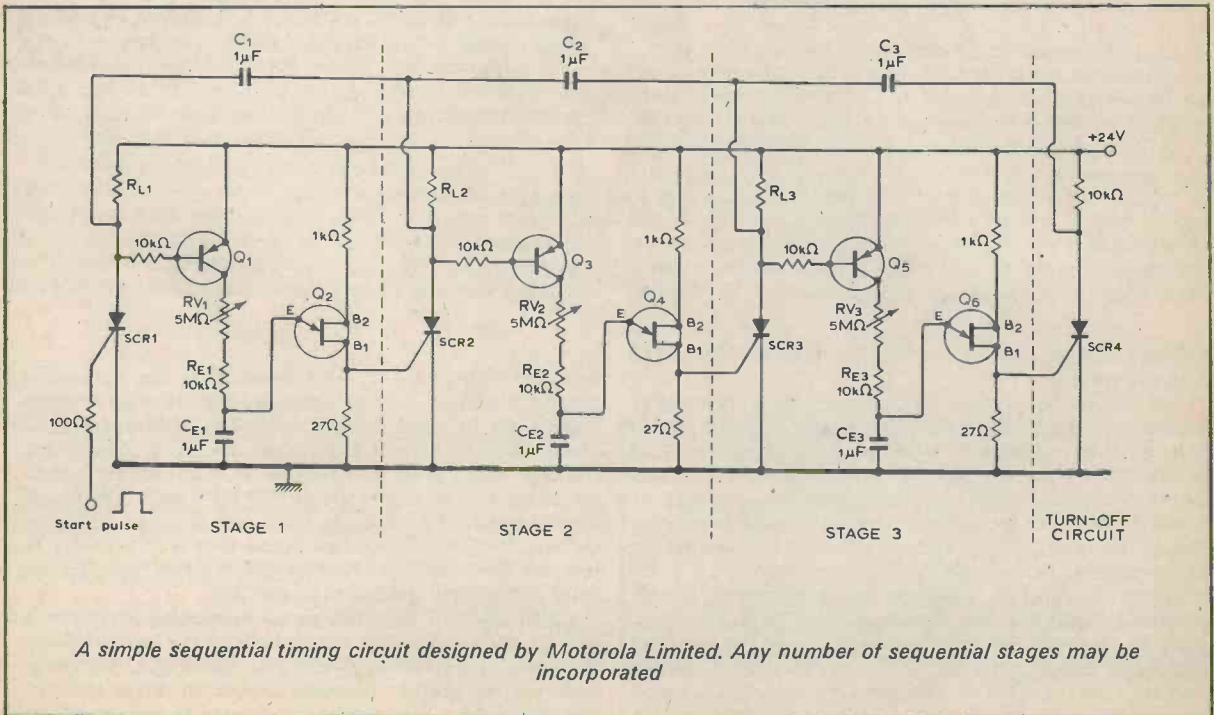 C1
1μF
C2
1μF
C3
1μF
+24V
RL1
10kΩ
Q1
RV1
5MΩ
RE1
10kΩ
CE1
1μF
1kΩ
Q2
E
B2
B1
27Ω
SCR1
100Ω
Start pulse
STAGE 1
RL2
10kΩ
Q3
RV2
5MΩ
RE2
10kΩ
CE2
1μF
1kΩ
Q4
E
B2
B1
27Ω
SCR2
STAGE 2
RL3
10kΩ
Q5
RV3
5MΩ
RE3
10kΩ
CE3
1μF
1kΩ
Q6
E
B2
B1
27Ω
SCR3
STAGE 3
10kΩ
SCR4
TURN-OFF
CIRCUIT
A simple sequential timing circuit designed by Motorola Limited. Any number of sequential stages may be
incorporated